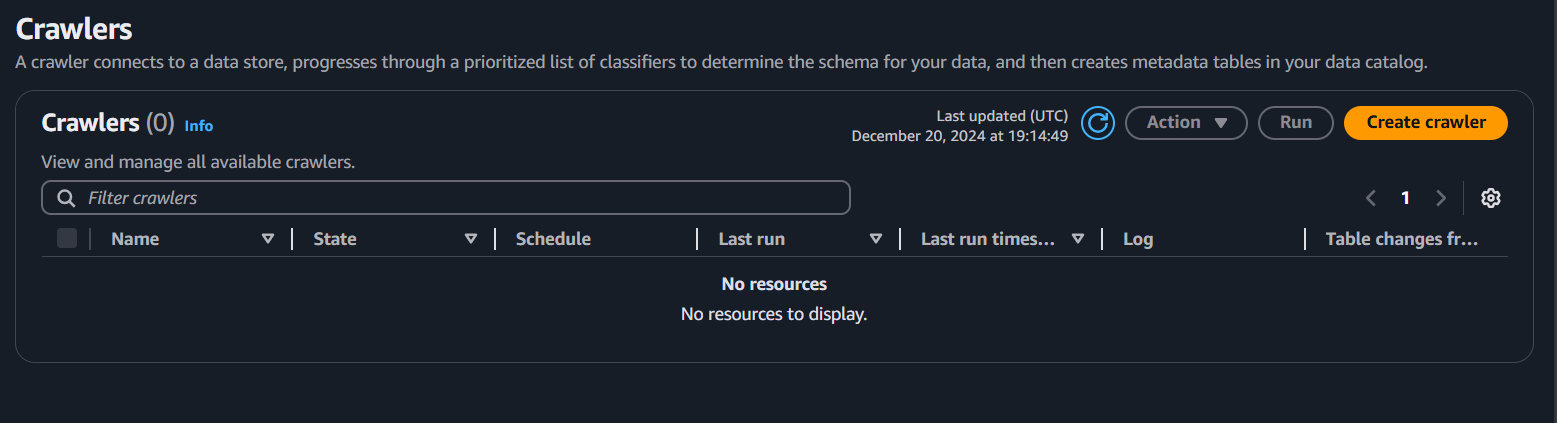 Crawlers
A crawler connects to a data store, progresses through a prioritized list of classifiers to determine the schema for your data, and then creates metadata tables in your data catalog.
Crawlers (0) Info
Last updated (UTC)
December 20, 2024 at 19:14:49
Action
Run
Create crawler
View and manage all available crawlers.
Filter crawlers
1
Name State Schedule Last run Last run times... Log Table changes fr...
No resources
No resources to display.